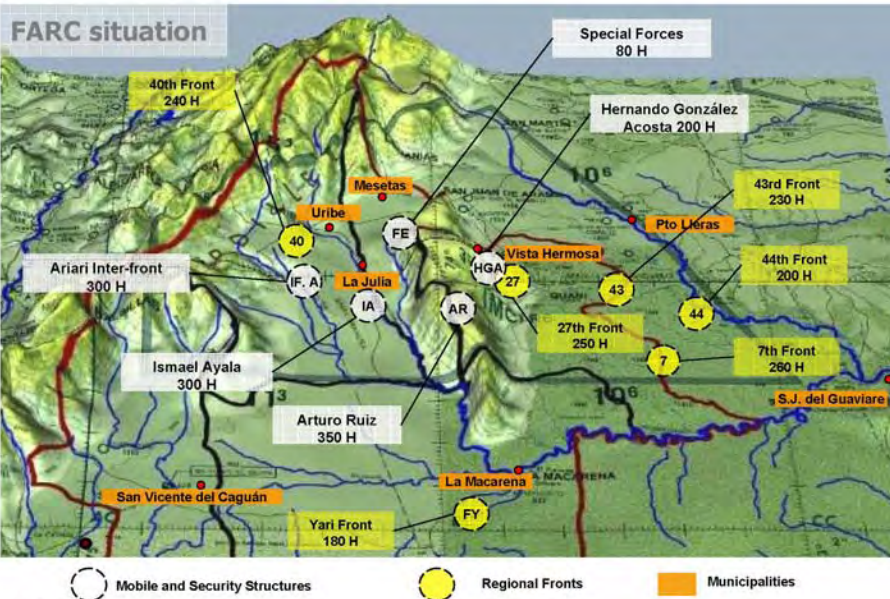 FARC situation
Special Forces
80 H
40th Front
240 H
Hernando González
Acosta 200 H
Mesetas
43rd Front
230 H
Uribe
Pto Lleras
FE
40
Vista Hermosa
Ariari Inter-front
300 H
La Julia
HGA
44th Front
200 H
IF. A)
27
43
IA
AR
44
27th Front
250 H
7
7th Front
260 H
Ismael Ayala
300 H
S.J. del Guaviare
Arturo Ruiz
350 H
La Macarena
San Vicente del Caguán
Yari Front
180 H
FY
Mobile and Security Structures
Regional Fronts
Municipalities